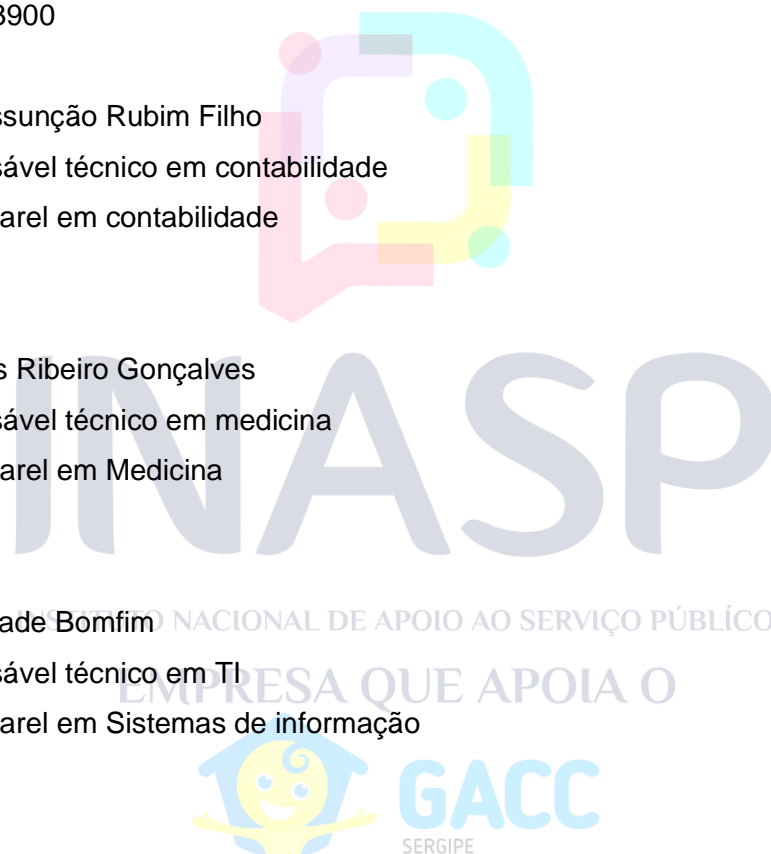 3900
ssunção Rubim Filho
sável técnico em contabilidade
arel em contabilidade
s Ribeiro Gonçalves
sável técnico em medicina
arel em Medicina
INASP
ade Bomfim
INSTITUTO NACIONAL DE APOIO AO SERVIÇO PÚBLÍCO
sável técnico em TI
EMPRESA QUE APOIA O
arel em Sistemas de informação
GACC
SERGIPE